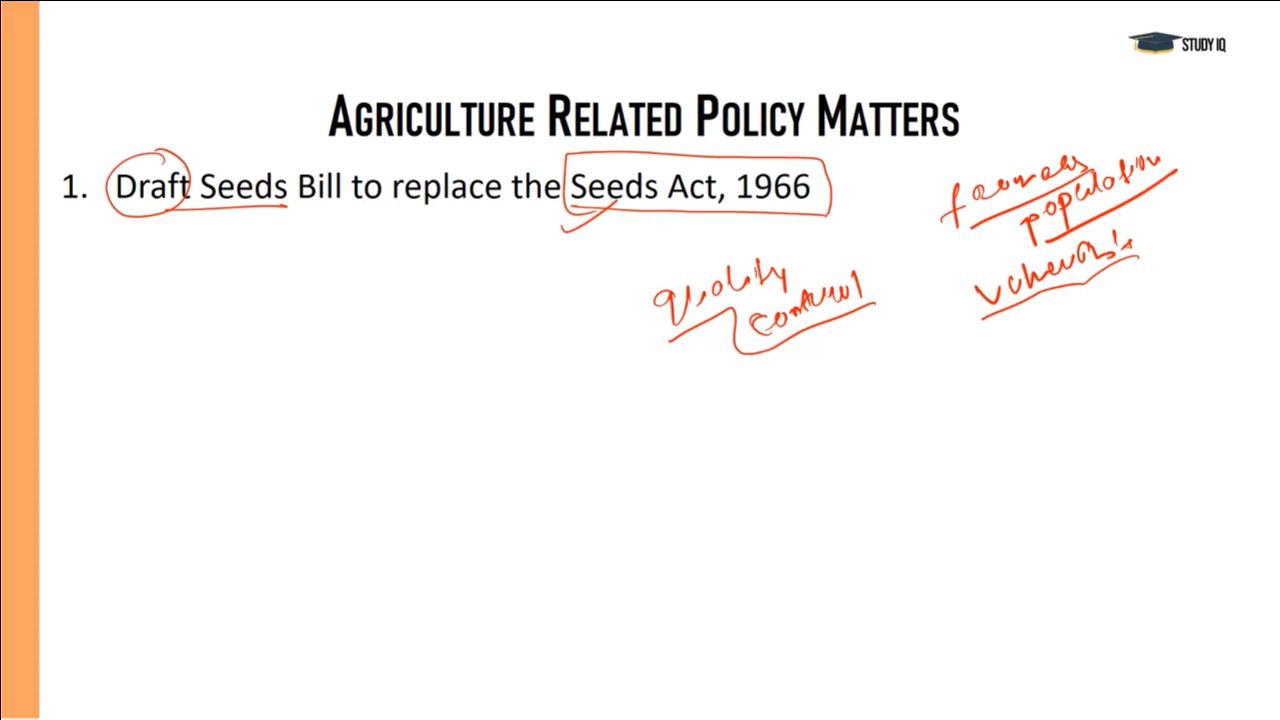 STUDY IQ
AGRICULTURE RELATED POLICY MATTERS
1. Draft Seeds Bill to replace the Seeds Act, 1966
farmers
population
quality
control